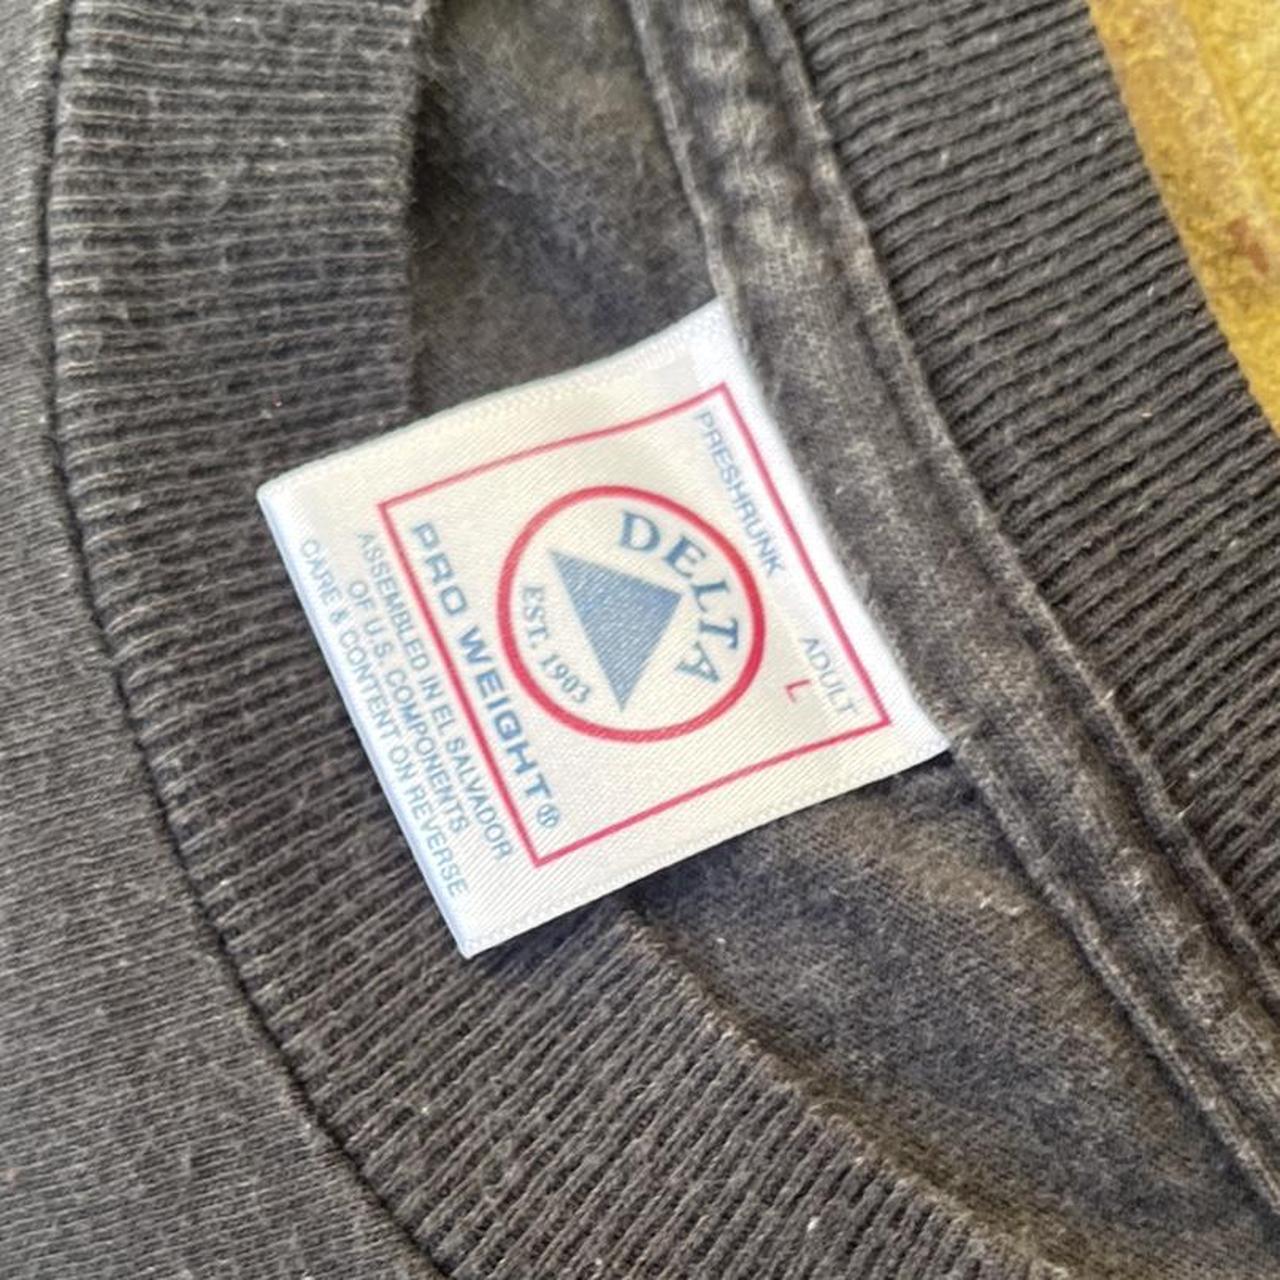 PRESHRUNK
ADULT
L
DELTA
EST. 1903
PRO WEIGHT®
ASSEMBLED IN EL SALVADOR
OF U.S. COMPONENTS
CARE & CONTENT ON REVERSE